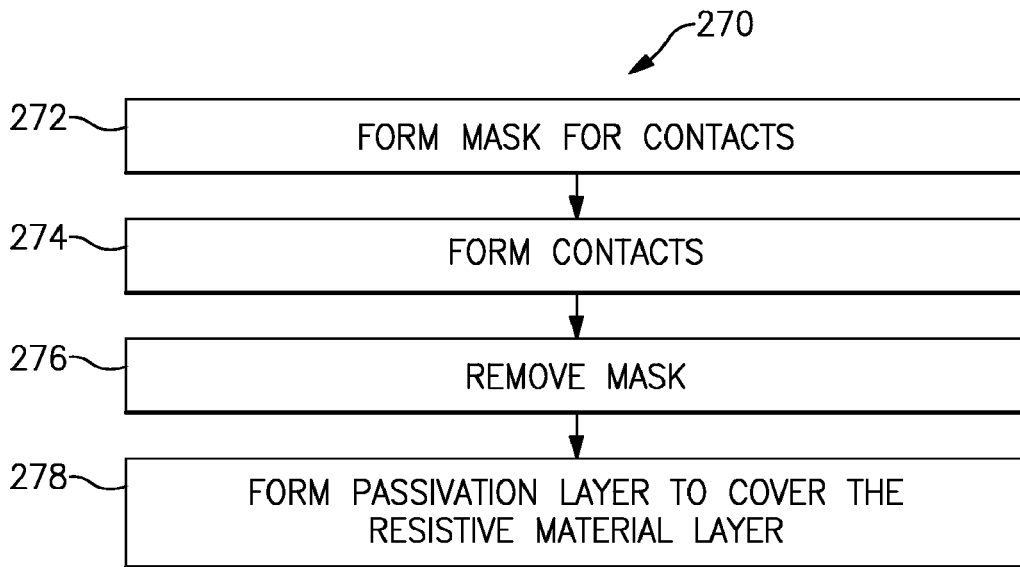 270
272
FORM MASK FOR CONTACTS
274
FORM CONTACTS
276
REMOVE MASK
278
FORM PASSIVATION LAYER TO COVER THE
RESISTIVE MATERIAL LAYER